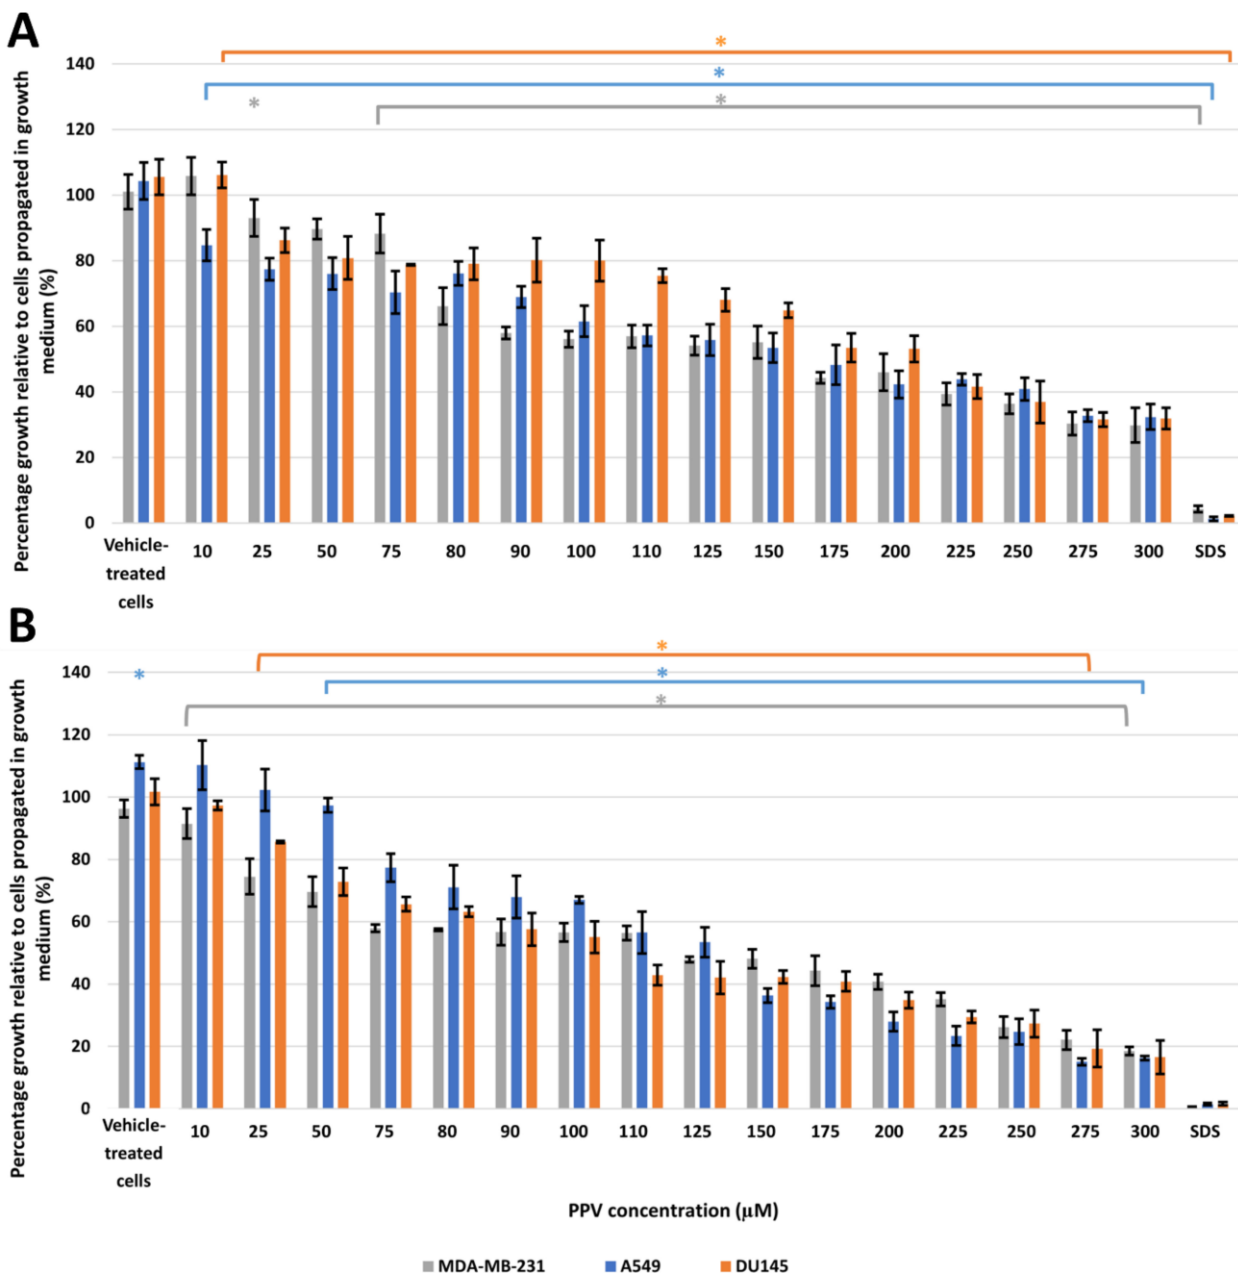 A
*
*
*
*
Percentage growth relative to cells propagated in growth
medium (%)
140
120
100
80
60
40
20
0
Vehicle-
treated
cells
10 25 50 75 80 90 100 110 125 150 175 200 225 250 275 300 SDS
B
*
*
*
*
Percentage growth relative to cells propagated in growth
medium (%)
140
120
100
80
60
40
20
0
Vehicle-
treated
cells
10 25 50 75 80 90 100 110 125 150 175 200 225 250 275 300 SDS
PPV concentration (µM)
MDA-MB-231 A549 DU145